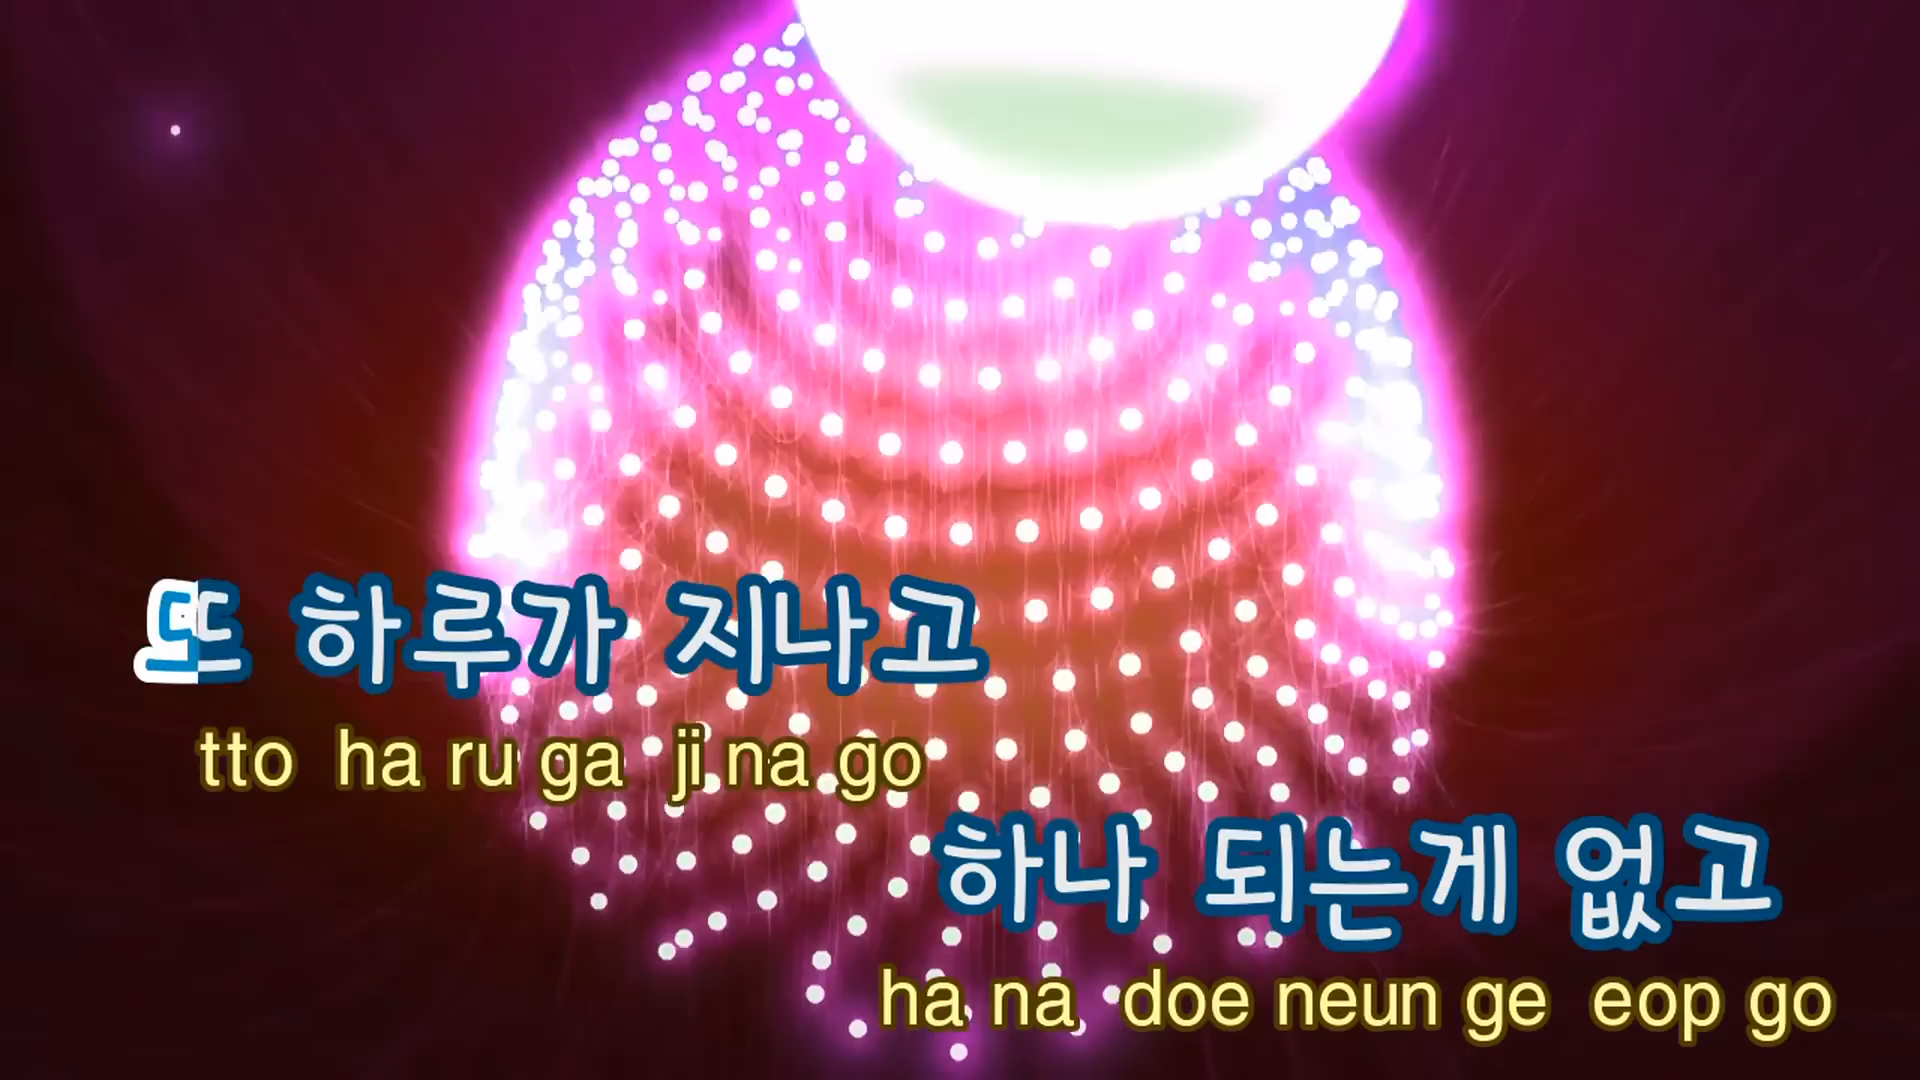 또 하루가 지나고
tto ha ru ga ji na go
하나 되는게 없고
ha na doe neun ge eop go